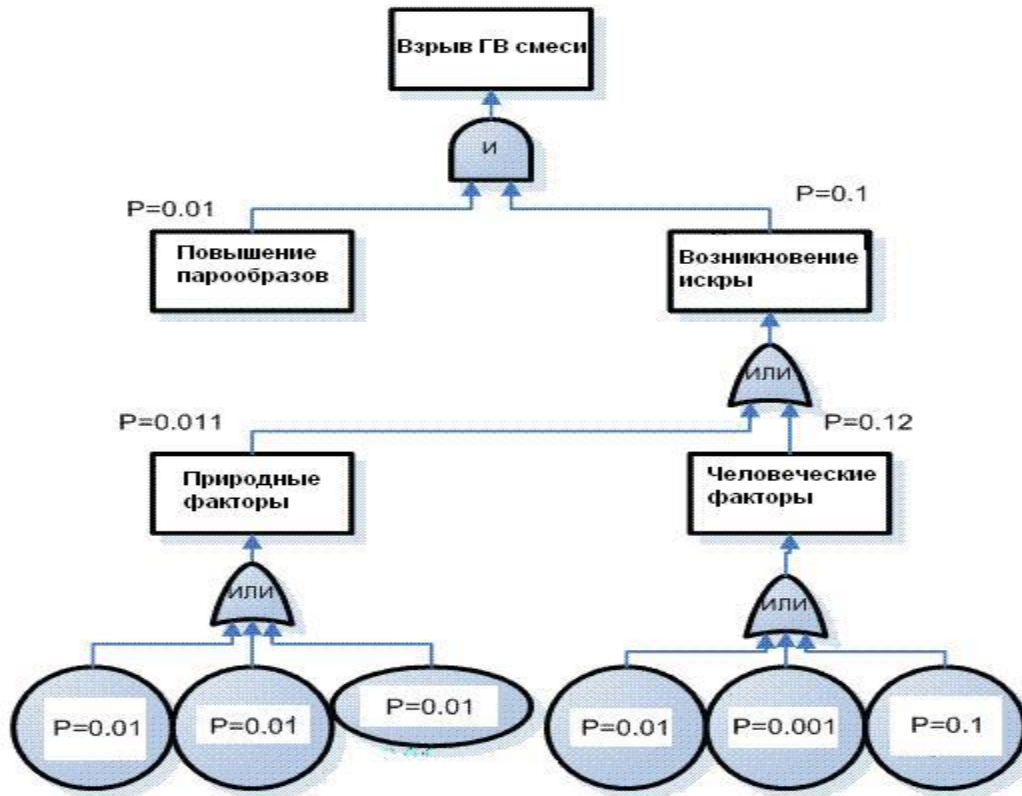 Взрыв ГВ смеси
И
P=0.01
P=0.1
Повышение
парообразов
Возникновение
искры
ИЛИ
P=0.011
P=0.12
Природные
факторы
Человеческие
факторы
ИЛИ
ИЛИ
P=0.01
P=0.01
P=0.01
P=0.01
P=0.001
P=0.1